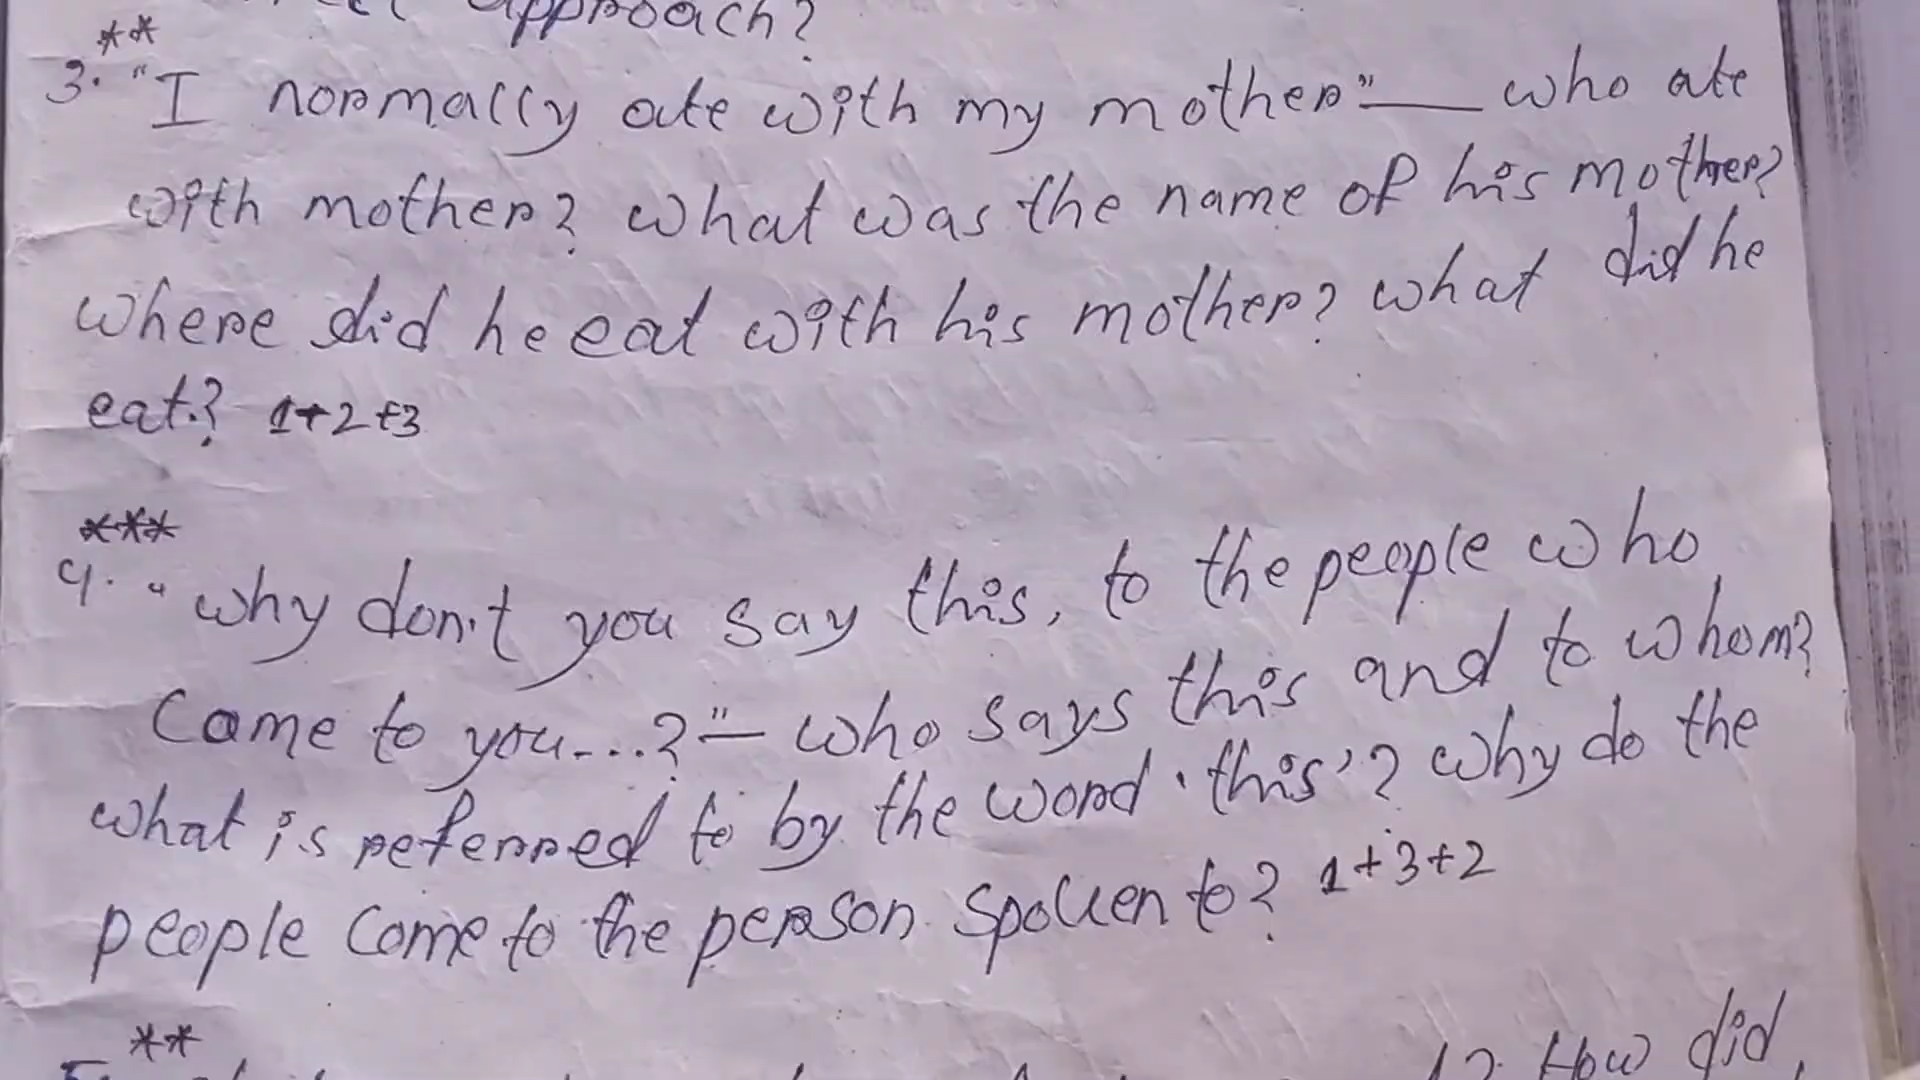 approach?
**
3. "I normally ate with my mother"— who ate
with mother? what was the name of his mother?
where did he eat with his mother? what did he
eat? 1+2+3
***
4. "why don't you say this, to the people who
Come to you...?"— who says this and to whom?
what is referred to by the word 'this'? why do the
people come to the person spoken to? 1+3+2
**
5.
How did